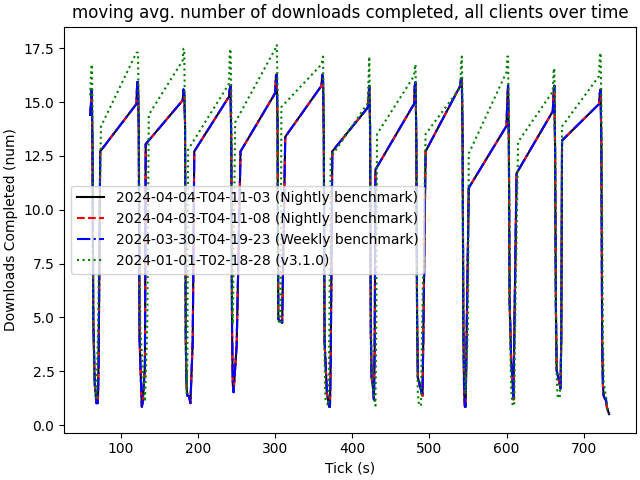 moving avg. number of downloads completed, all clients over time
Downloads Completed (num)
17.5
15.0
12.5
10.0
7.5
5.0
2.5
0.0
2024-04-04-T04-11-03 (Nightly benchmark)
2024-04-03-T04-11-08 (Nightly benchmark)
2024-03-30-T04-19-23 (Weekly benchmark)
2024-01-01-T02-18-28 (v3.1.0)
100 200 300 400 500 600 700
Tick (s)